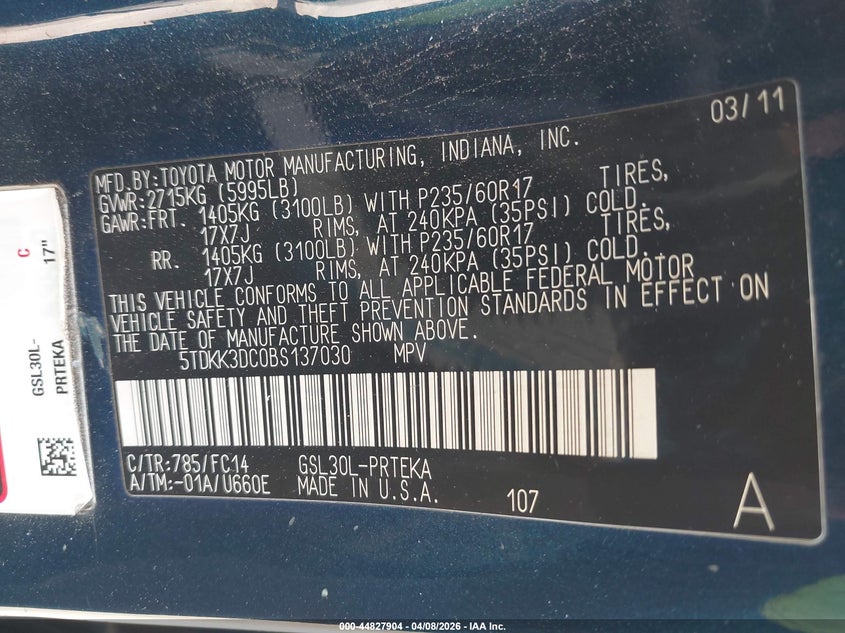 03/11
MFD.BY:TOYOTA MOTOR MANUFACTURING, INDIANA, INC.
GVWR:2715KG (5995LB)
GAWR:FRT. 1405KG (3100LB) WITH P235/60R17 TIRES,
17X7J RIMS, AT 240KPA (35PSI) COLD.
RR. 1405KG (3100LB) WITH P235/60R17 TIRES,
17X7J RIMS, AT 240KPA (35PSI) COLD.
THIS VEHICLE CONFORMS TO ALL APPLICABLE FEDERAL MOTOR
VEHICLE SAFETY AND THEFT PREVENTION STANDARDS IN EFFECT ON
THE DATE OF MANUFACTURE SHOWN ABOVE.
5TDKK3DC0BS137030 MPV
C/TR:785/FC14 GSL30L-PRTEKA
A/TM:-01A/U660E MADE IN U.S.A.
107
A
C
17"
GSL30L-
PRTEKA
000-44827904 - 04/08/2026 - IAA Inc.